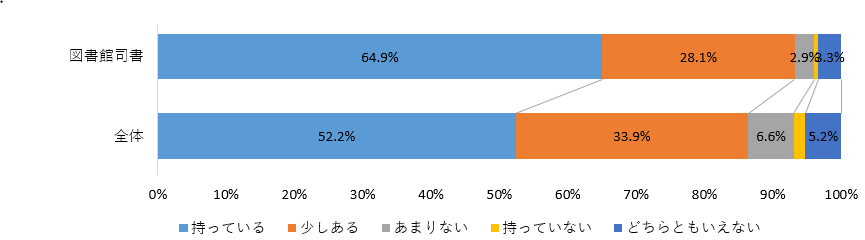 図書館司書 64.9% 28.1% 2.9% 3.3%
全体 52.2% 33.9% 6.6% 5.2%
0% 10% 20% 30% 40% 50% 60% 70% 80% 90% 100%
持っている 少しある あまりない 持っていない どちらともいえない